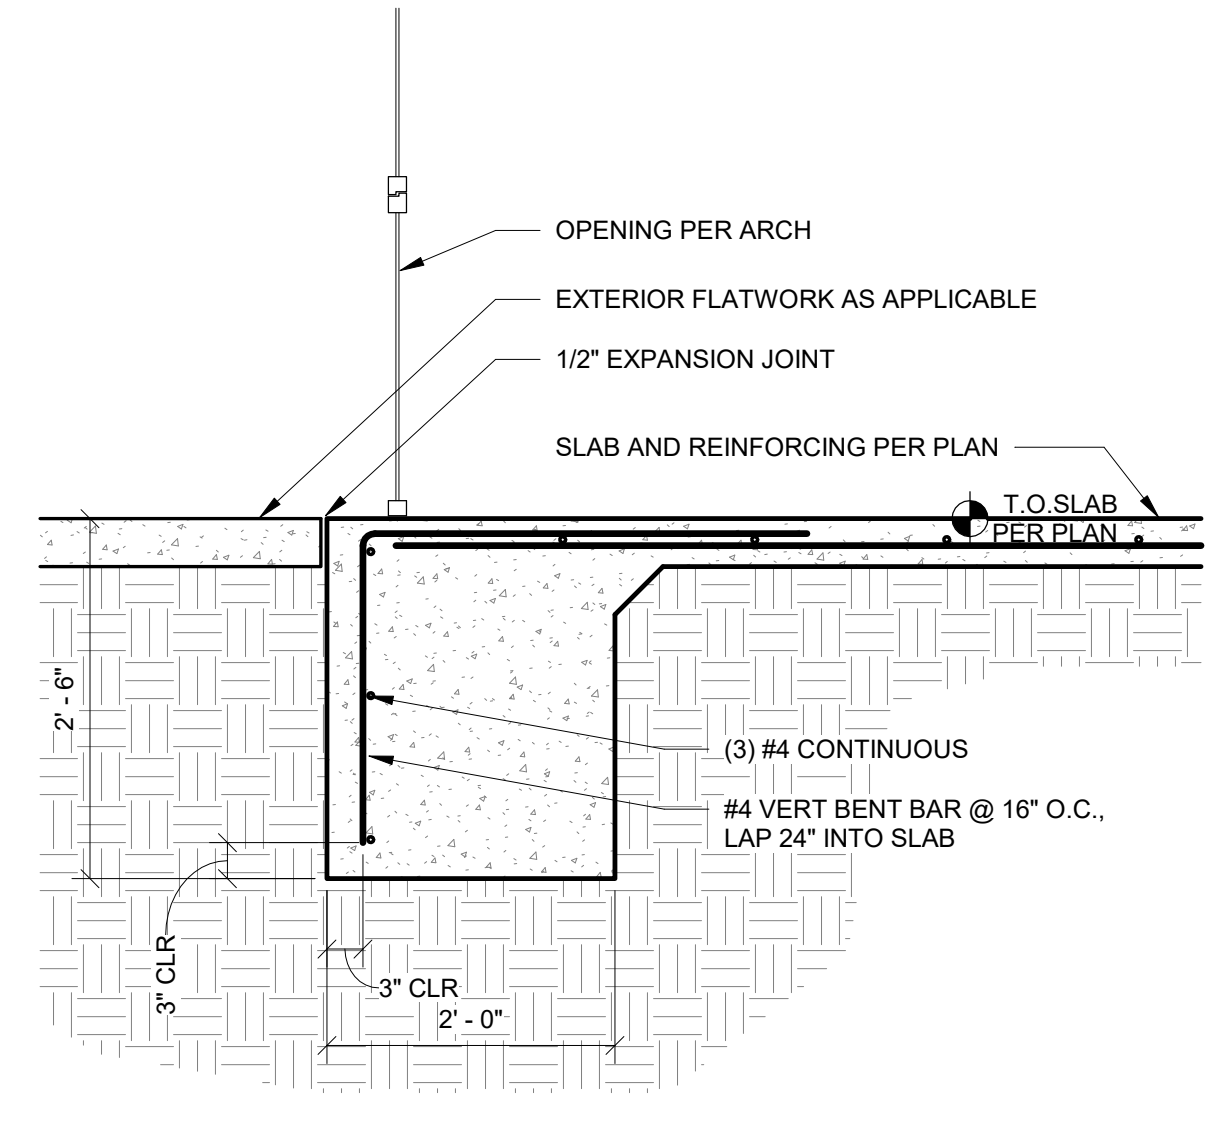 OPENING PER ARCH
EXTERIOR FLATWORK AS APPLICABLE
1/2" EXPANSION JOINT
SLAB AND REINFORCING PER PLAN
T.O.SLAB
PER PLAN
2' - 6"
(3) #4 CONTINUOUS
#4 VERT BENT BAR @ 16" O.C.,
LAP 24" INTO SLAB
3" CLR
3" CLR
2' - 0"